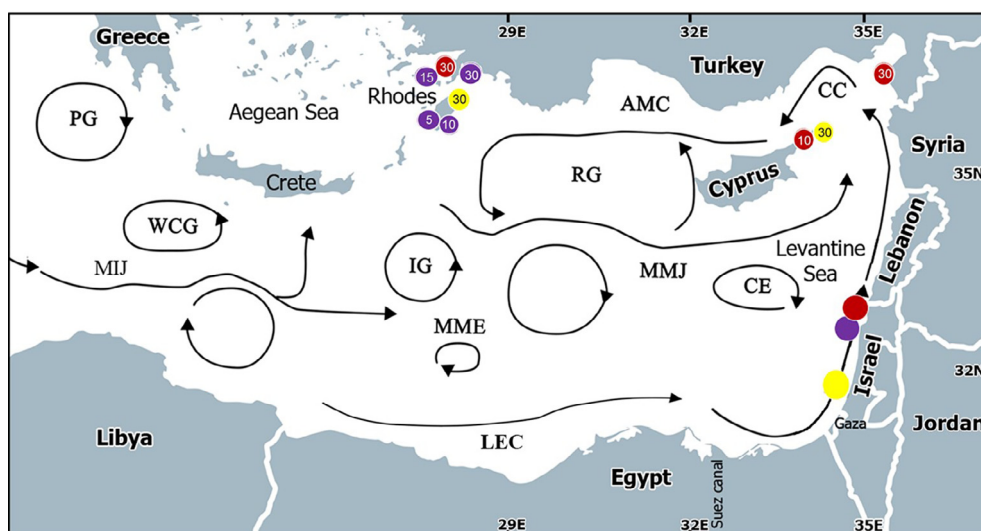 Greece
29E
32E
35E
Turkey
30
30
15
Rhodes
30
5
10
Aegean Sea
PG
AMC
CC
30
10
30
Syria
35N
Crete
RG
Cyprus
WCG
MIJ
IG
MMJ
Levantine
Sea
CE
Lebanon
MME
Israel
32N
Gaza
Jordan
Libya
LEC
Egypt
Suez canal
29E
32E
35E